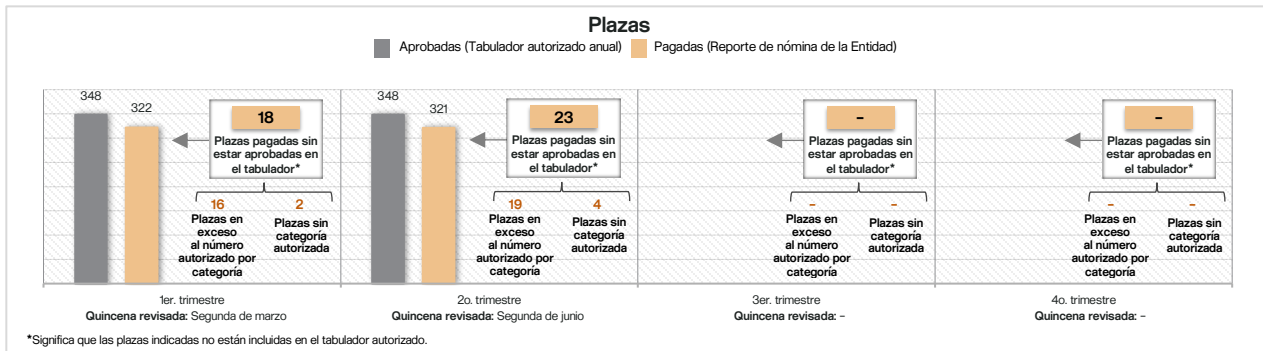 Plazas
Aprobadas (Tabulador autorizado anual)
Pagadas (Reporte de nómina de la Entidad)
348
322
18
Plazas pagadas sin
estar aprobadas en
el tabulador*
16
Plazas en
exceso
al número
autorizado por
categoría
2
Plazas sin
categoría
autorizada
1er. trimestre
Quincena revisada: Segunda de marzo
348
321
23
Plazas pagadas sin
estar aprobadas en
el tabulador*
19
Plazas en
exceso
al número
autorizado por
categoría
4
Plazas sin
categoría
autorizada
2o. trimestre
Quincena revisada: Segunda de junio
-
Plazas pagadas sin
estar aprobadas en
el tabulador*
-
Plazas en
exceso
al número
autorizado por
categoría
-
Plazas sin
categoría
autorizada
3er. trimestre
Quincena revisada: -
-
Plazas pagadas sin
estar aprobadas en
el tabulador*
-
Plazas en
exceso
al número
autorizado por
categoría
-
Plazas sin
categoría
autorizada
4o. trimestre
Quincena revisada: -
*Significa que las plazas indicadas no están incluidas en el tabulador autorizado.